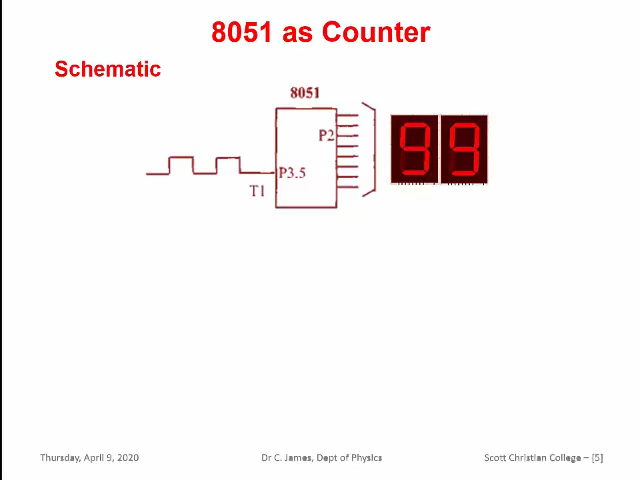 8051 as Counter
Schematic
8051
P2
99
P3.5
T1
Thursday, April 9, 2020 Dr C. James, Dept of Physics Scott Christian College – [5]